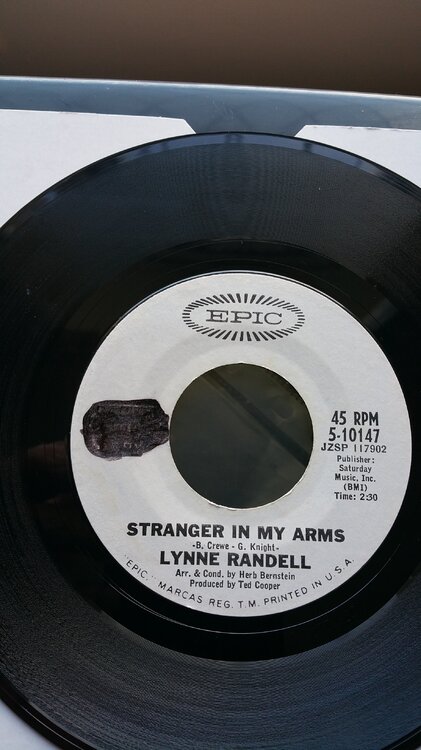 EPIC
45 RPM
5-10147
JZSP 117902
Publisher:
Saturday
Music, Inc.
(BMI)
Time: 2:30
STRANGER IN MY ARMS
-B. Crewe - G. Knight-
LYNNE RANDELL
Arr. & Cond. by Herb Bernstein
Produced by Ted Cooper
"EPIC," MARCAS REG. T.M. PRINTED IN U.S.A.